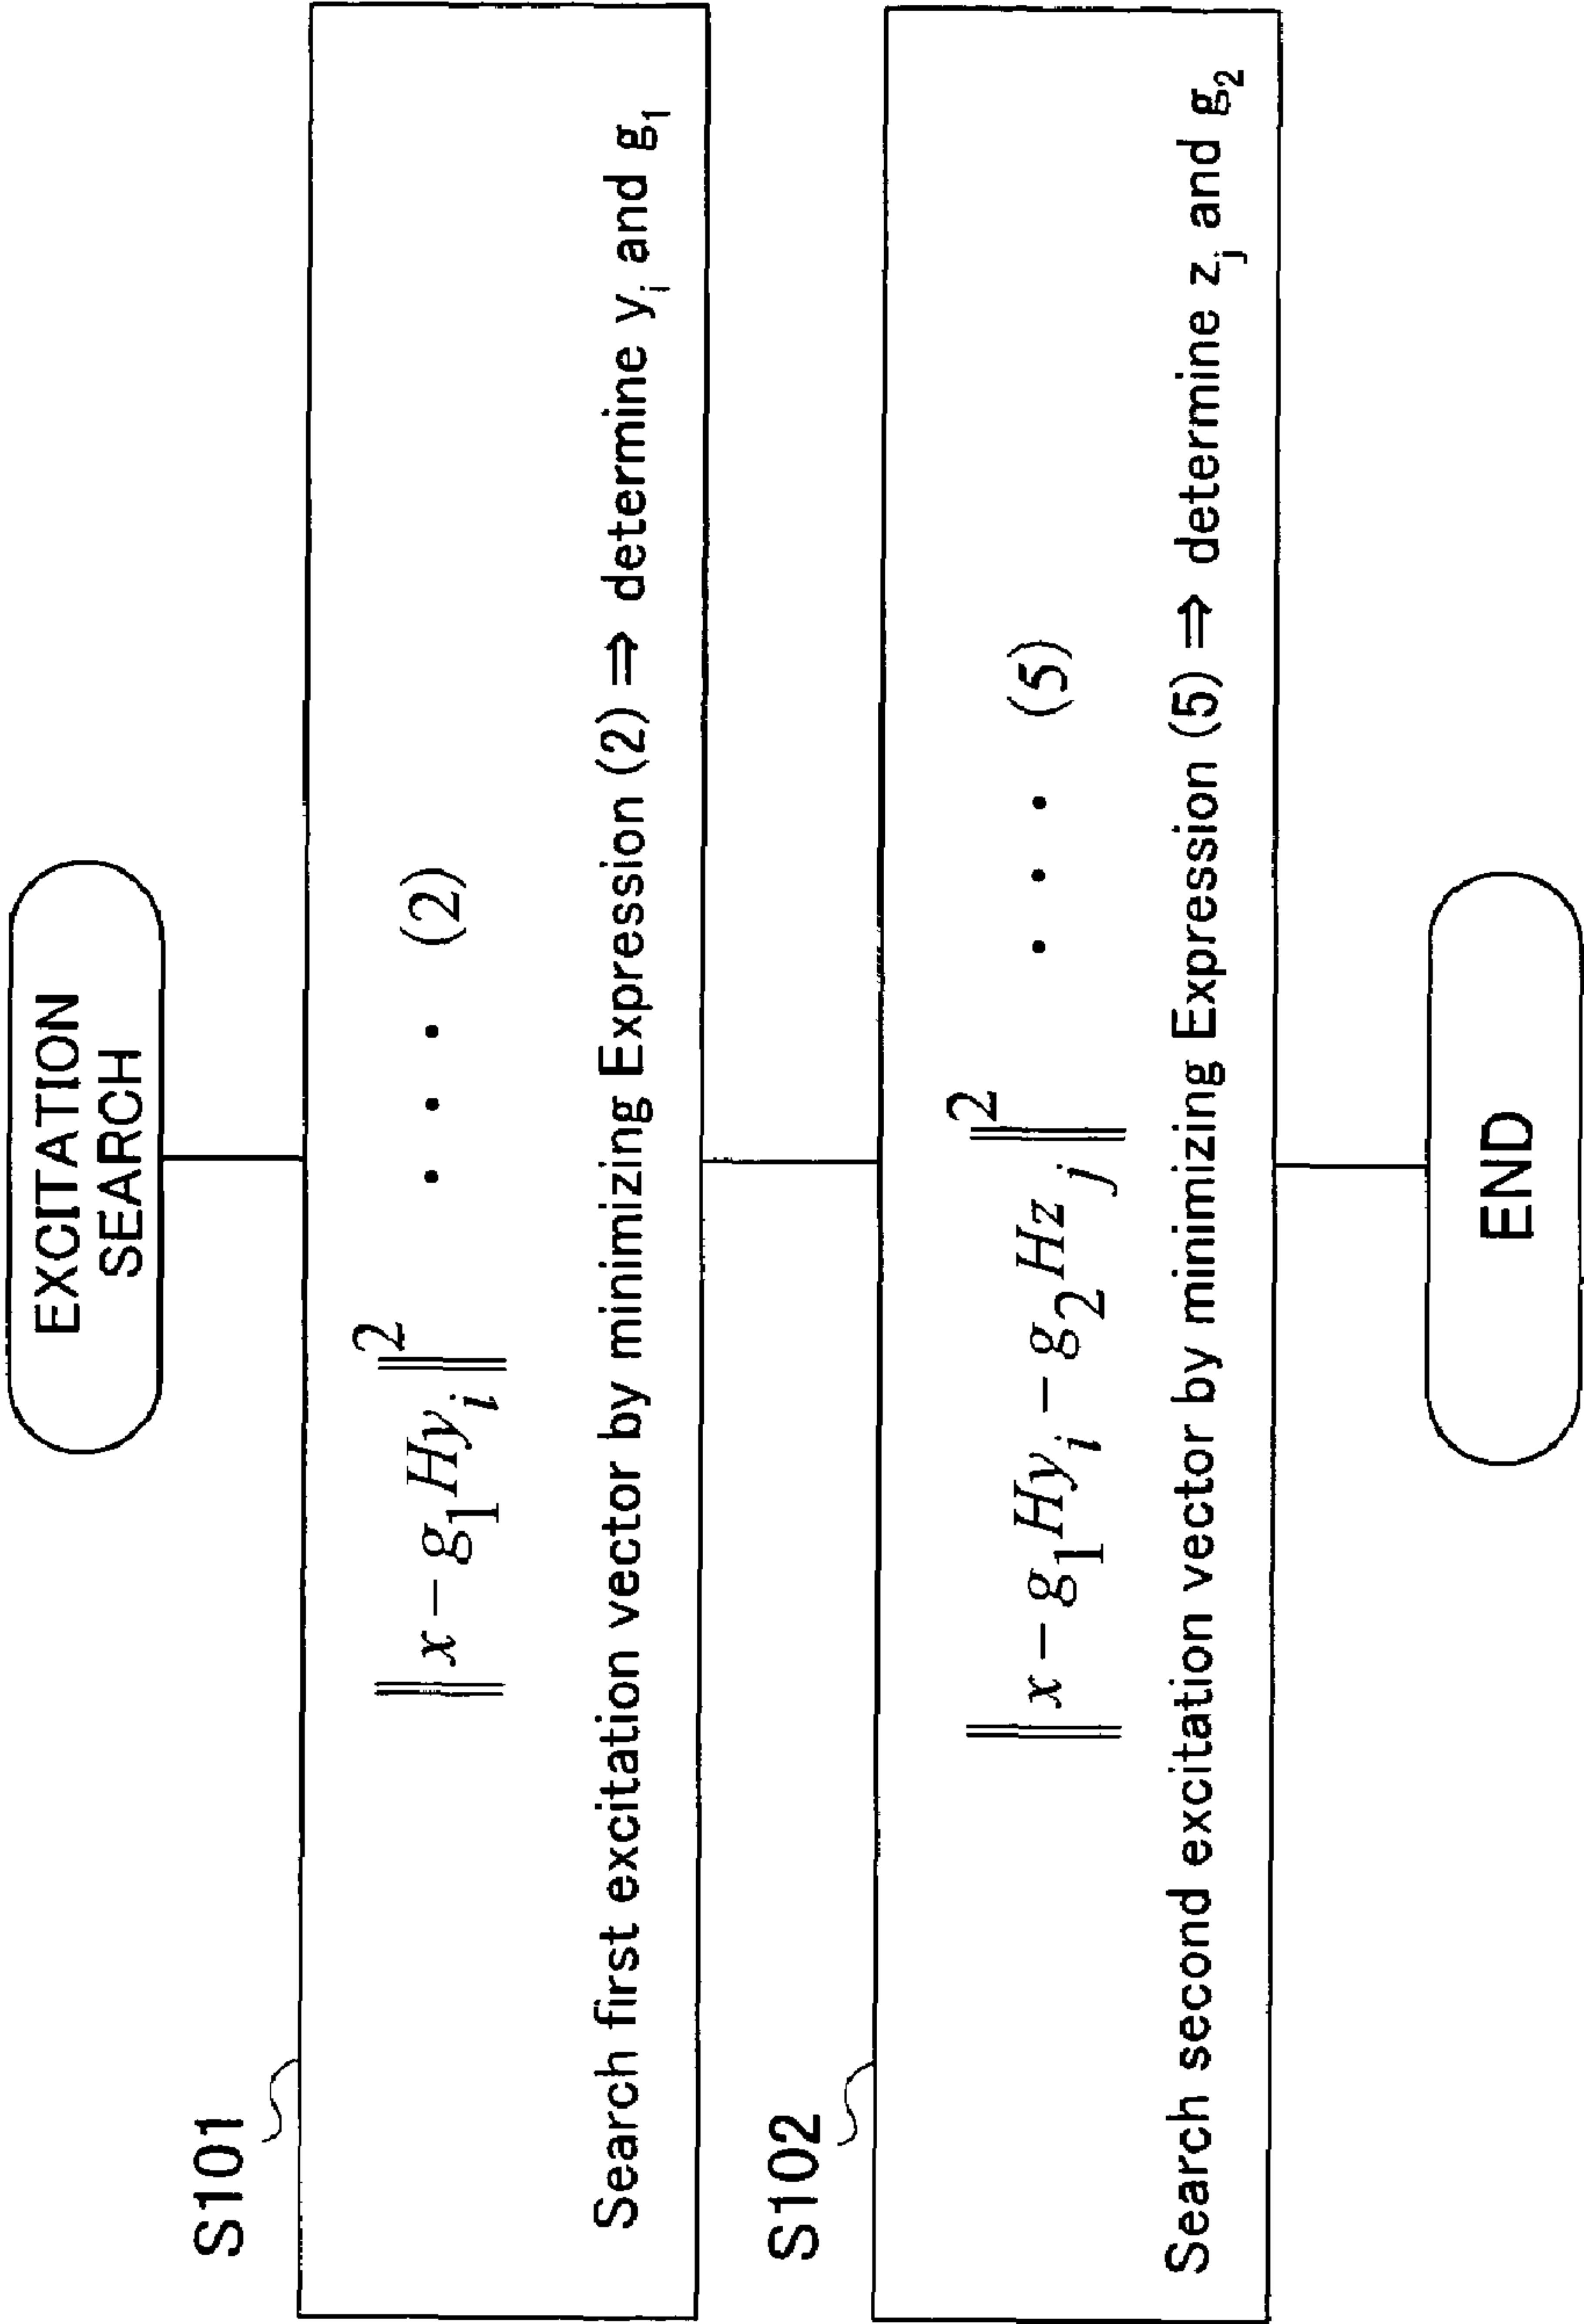 EXCITATION
SEARCH
S101
‖x − g₁Hyᵢ‖² • • • (2)
Search first excitation vector by minimizing Expression (2) ⇒ determine yᵢ and g₁
S102
‖x − g₁Hyᵢ − g₂Hzⱼ‖² • • • (5)
Search second excitation vector by minimizing Expression (5) ⇒ determine zⱼ and g₂
END